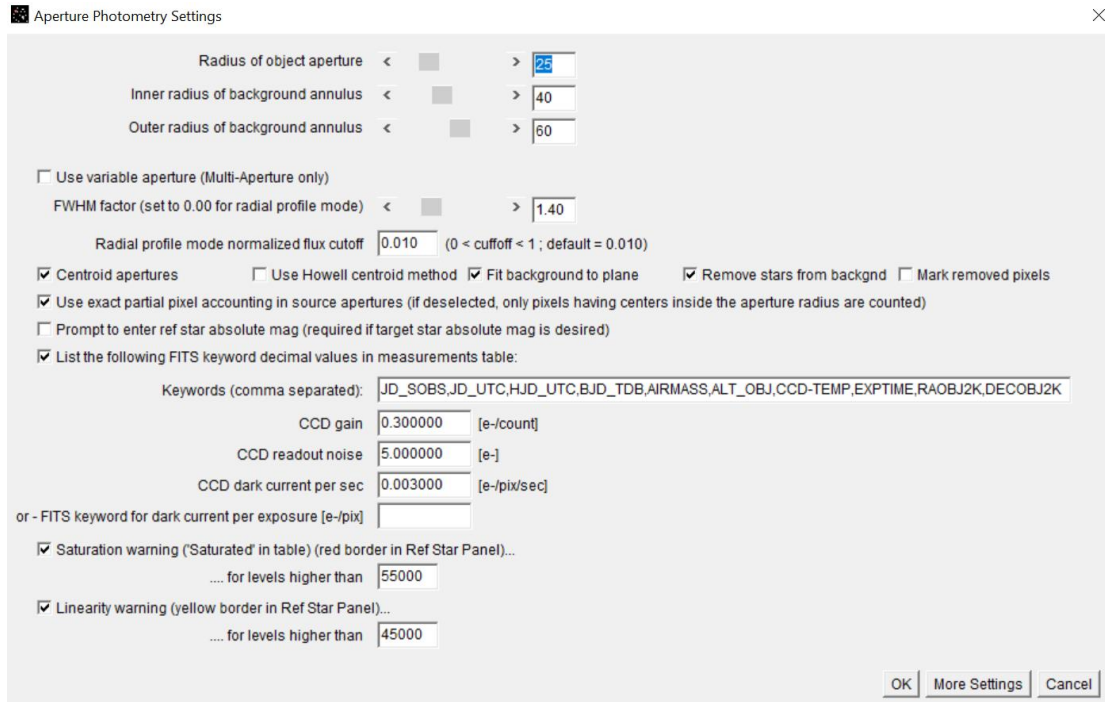 Aperture Photometry Settings
Radius of object aperture < > 25
Inner radius of background annulus < > 40
Outer radius of background annulus < > 60
Use variable aperture (Multi-Aperture only)
FWHM factor (set to 0.00 for radial profile mode) < > 1.40
Radial profile mode normalized flux cutoff 0.010 (0 < cuffoff < 1 ; default = 0.010)
Centroid apertures Use Howell centroid method Fit background to plane Remove stars from backgnd Mark removed pixels
Use exact partial pixel accounting in source apertures (if deselected, only pixels having centers inside the aperture radius are counted)
Prompt to enter ref star absolute mag (required if target star absolute mag is desired)
List the following FITS keyword decimal values in measurements table:
Keywords (comma separated): JD_SOBS,JD_UTC,HJD_UTC,BJD_TDB,AIRMASS,ALT_OBJ,CCD-TEMP,EXPTIME,RAOBJ2K,DECOBJ2K
CCD gain 0.300000 [e-/count]
CCD readout noise 5.000000 [e-]
CCD dark current per sec 0.003000 [e-/pix/sec]
or - FITS keyword for dark current per exposure [e-/pix]
Saturation warning ('Saturated' in table) (red border in Ref Star Panel)...
.... for levels higher than 55000
Linearity warning (yellow border in Ref Star Panel)...
.... for levels higher than 45000
OK More Settings Cancel